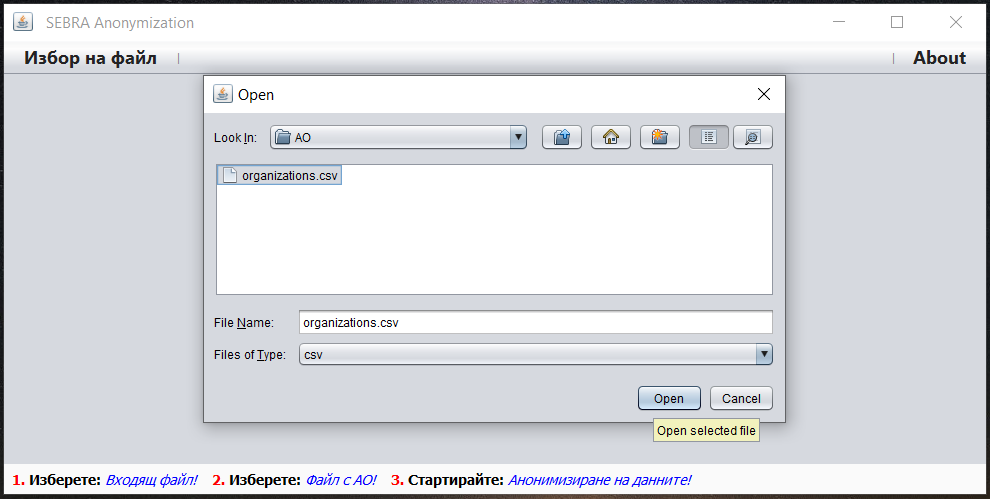 SEBRA Anonymization
Избор на файл
About
Open
Look In:
AO
organizations.csv
File Name:
organizations.csv
Files of Type:
csv
Open
Cancel
Open selected file
1. Изберете: Входящ файл! 2. Изберете: Файл с АО! 3. Стартирайте: Анонимизиране на данните!